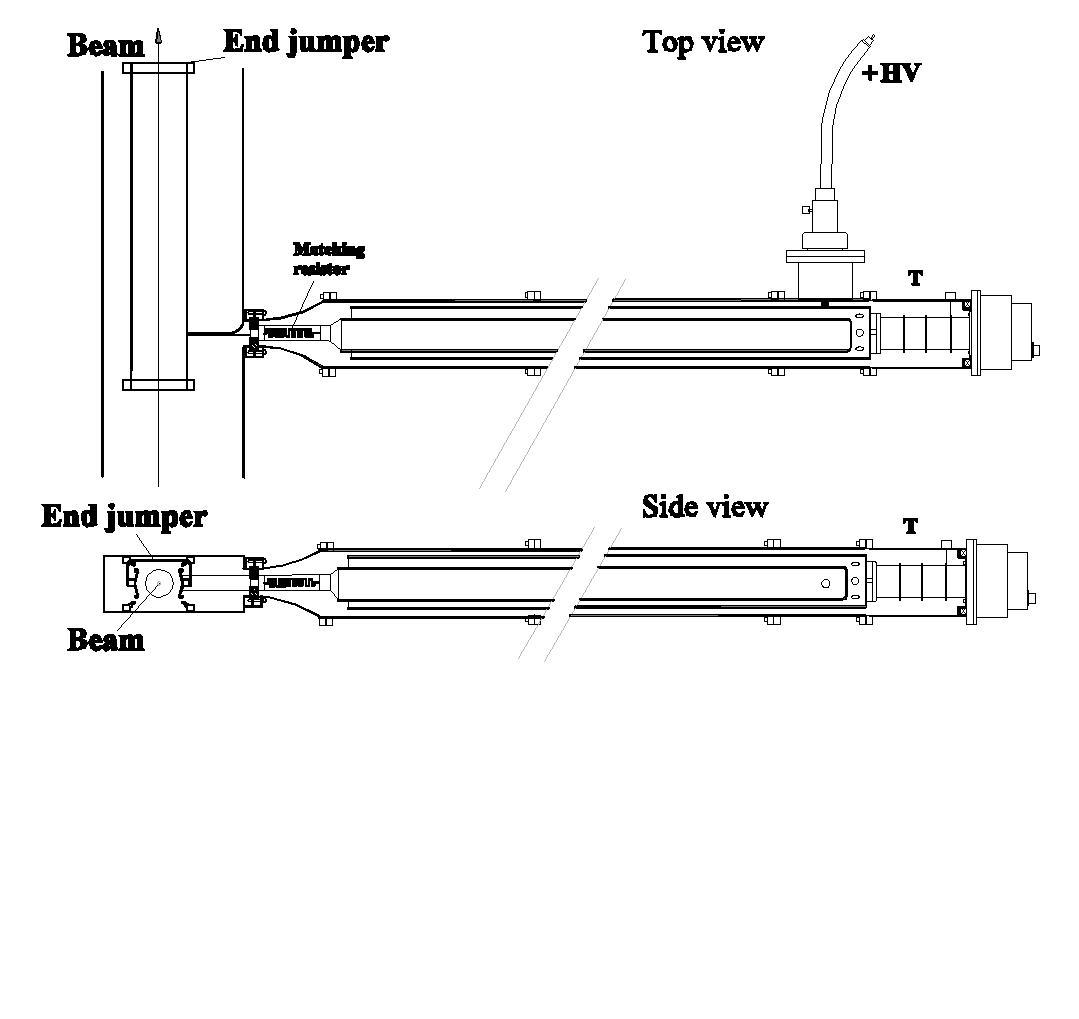 Beam
End jumper
Top view
+HV
Matching
resistor
T
End jumper
Side view
T
Beam